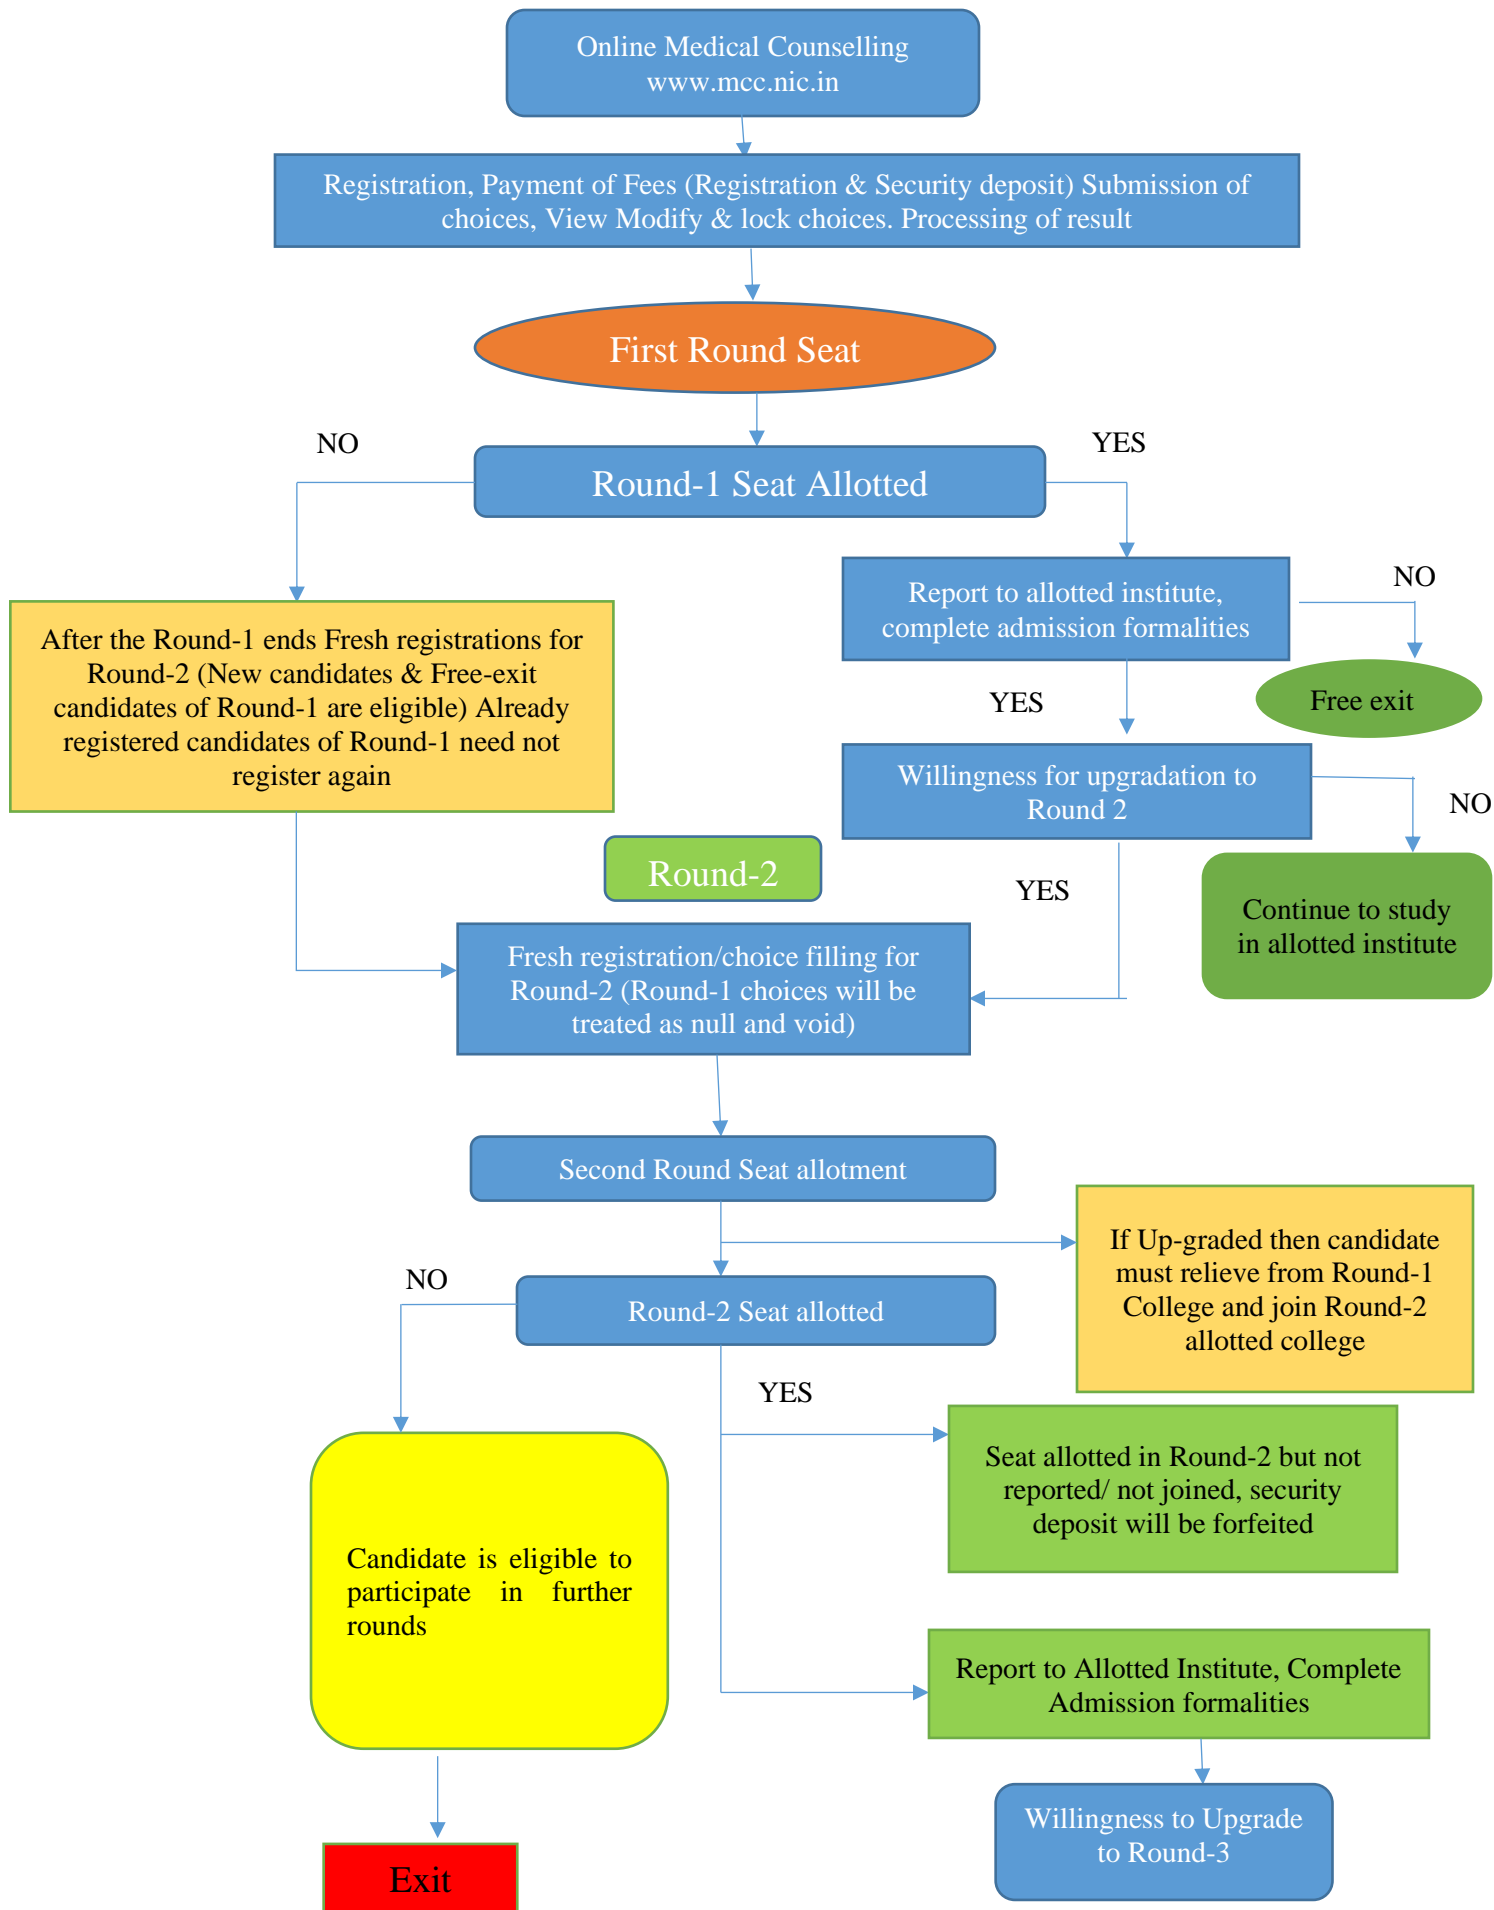 Online Medical Counselling
www.mcc.nic.in
Registration, Payment of Fees (Registration & Security deposit) Submission of
choices, View Modify & lock choices. Processing of result
First Round Seat
NO
YES
Round-1 Seat Allotted
Report to allotted institute,
complete admission formalities
NO
After the Round-1 ends Fresh registrations for
Round-2 (New candidates & Free-exit
candidates of Round-1 are eligible) Already
registered candidates of Round-1 need not
register again
YES
Free exit
Willingness for upgradation to
Round 2
NO
Round-2
YES
Continue to study
in allotted institute
Fresh registration/choice filling for
Round-2 (Round-1 choices will be
treated as null and void)
Second Round Seat allotment
If Up-graded then candidate
must relieve from Round-1
College and join Round-2
allotted college
NO
Round-2 Seat allotted
YES
Seat allotted in Round-2 but not
reported/ not joined, security
deposit will be forfeited
Candidate is eligible to
participate in further
rounds
Report to Allotted Institute, Complete
Admission formalities
Willingness to Upgrade
to Round-3
Exit